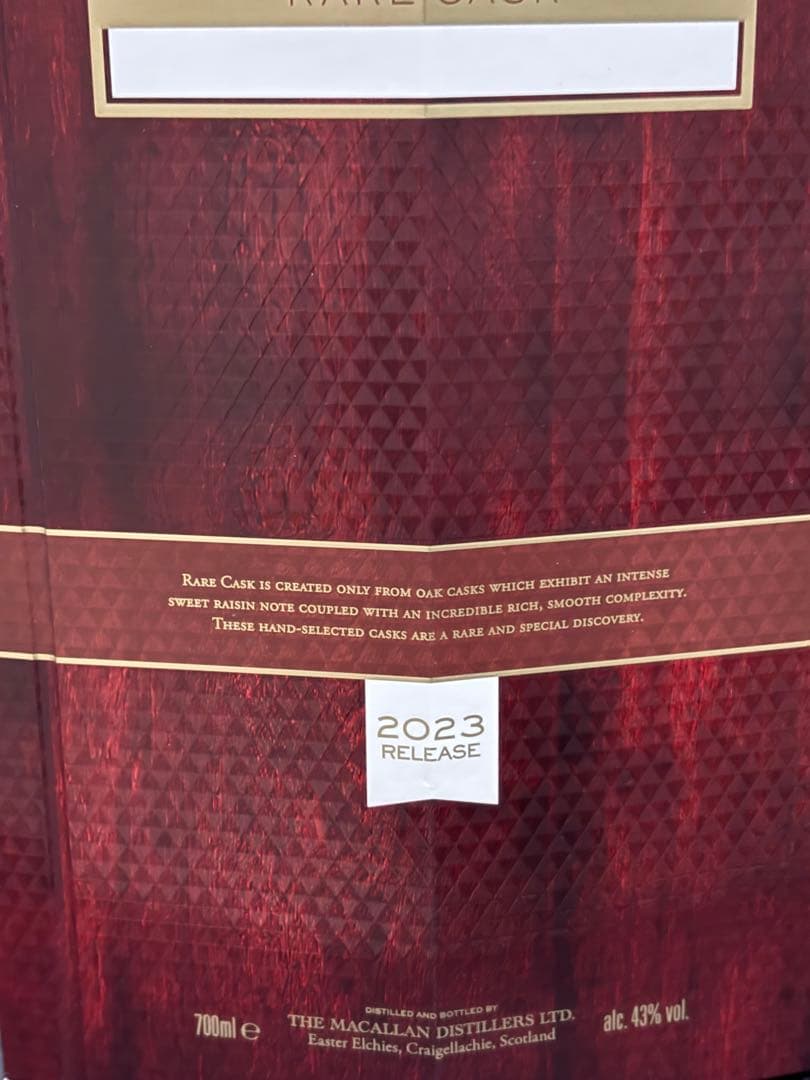 RARE CASK
RARE CASK IS CREATED ONLY FROM OAK CASKS WHICH EXHIBIT AN INTENSE
SWEET RAISIN NOTE COUPLED WITH AN INCREDIBLE RICH, SMOOTH COMPLEXITY.
THESE HAND-SELECTED CASKS ARE A RARE AND SPECIAL DISCOVERY.
2023
RELEASE
DISTILLED AND BOTTLED BY
700ml ℮ THE MACALLAN DISTILLERS LTD. alc. 43% vol.
Easter Elchies, Craigellachie, Scotland